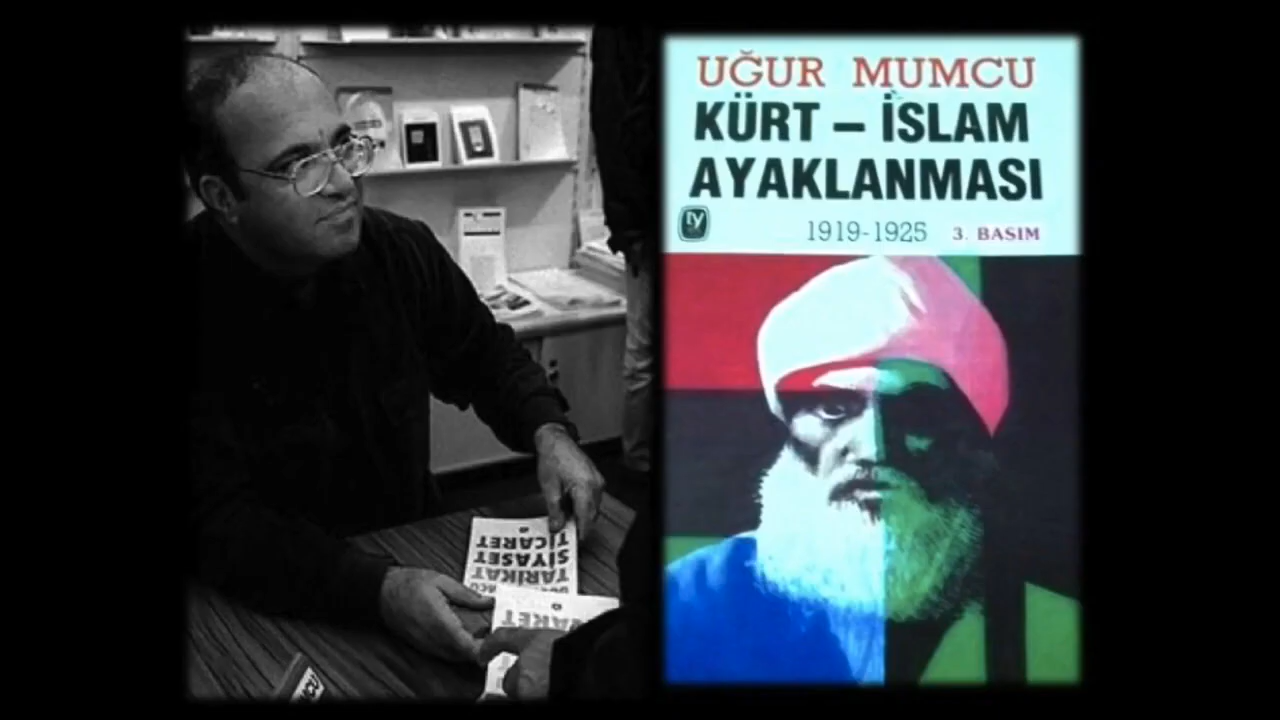 UĞUR MUMCU
KÜRT – İSLAM
AYAKLANMASI
1919-1925 3. BASIM
TARİKAT
SİYASET
TİCARET